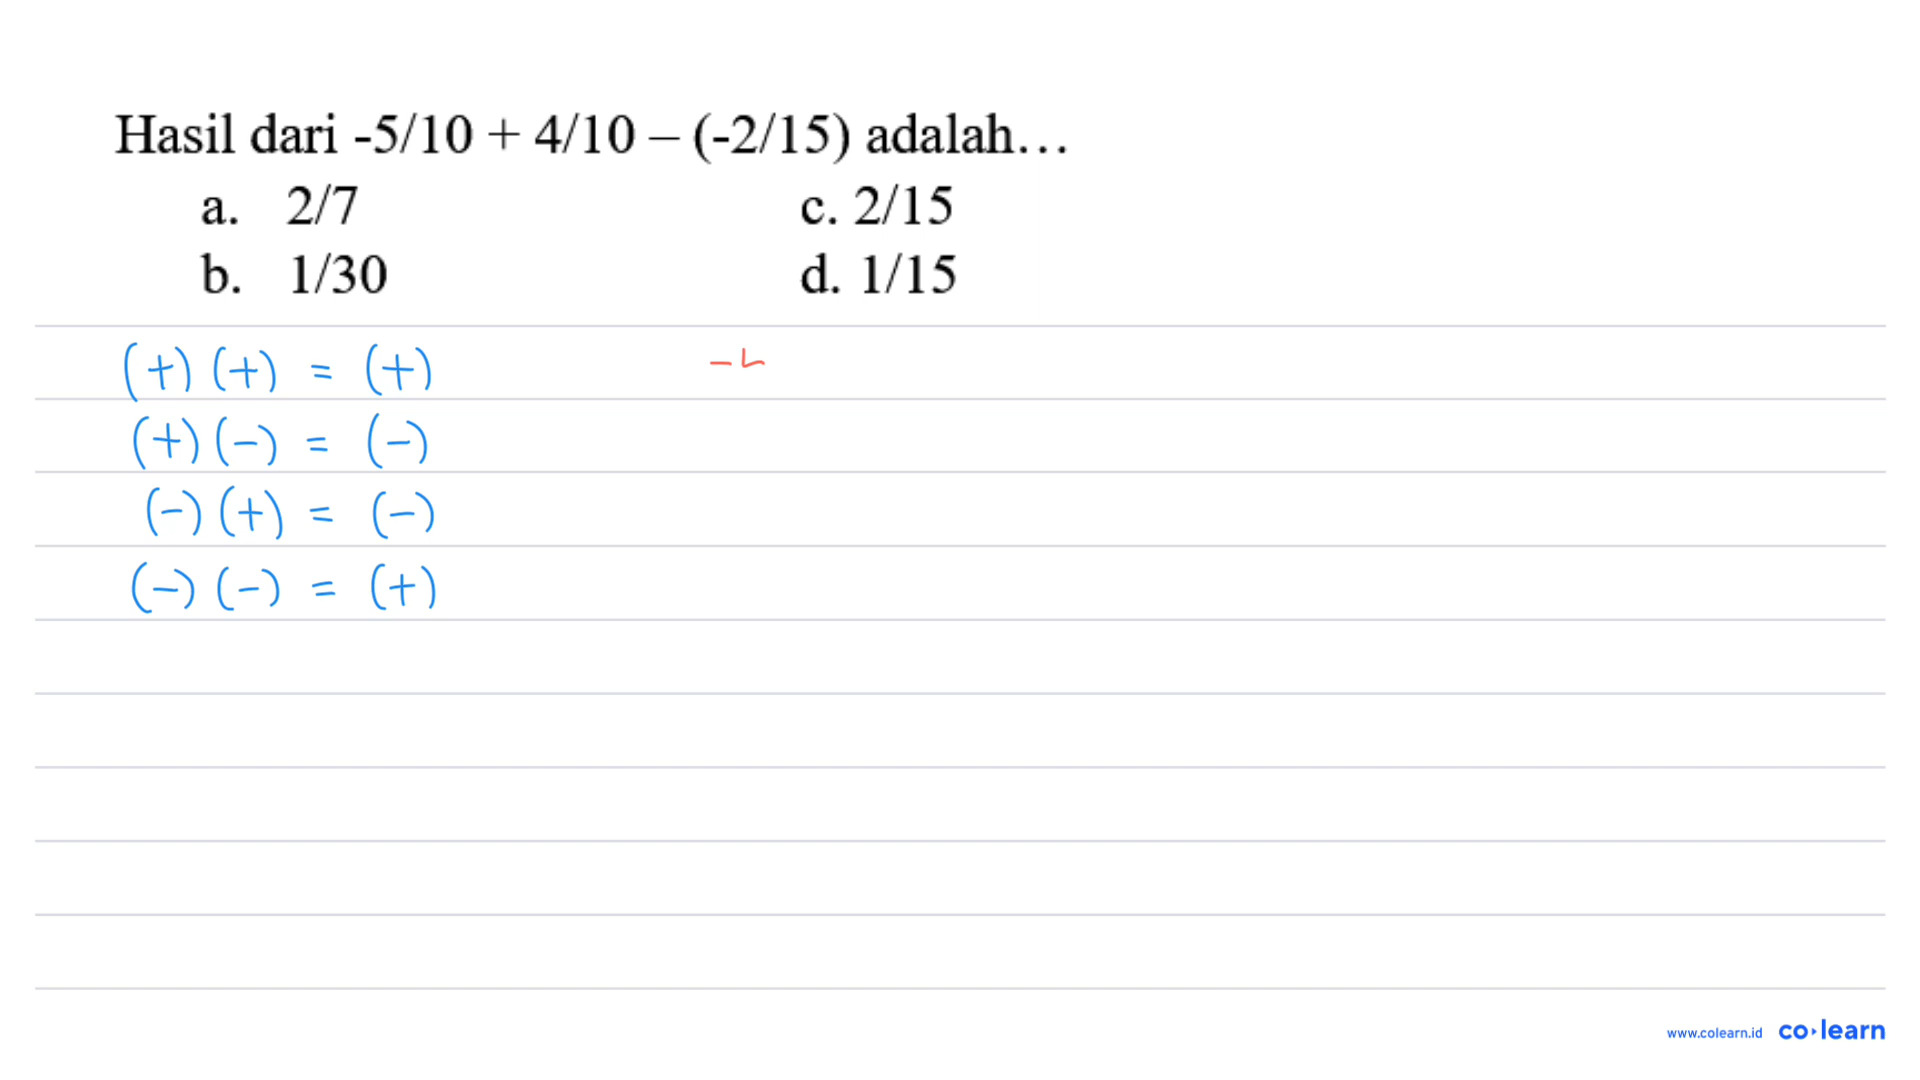 Hasil dari -5/10 + 4/10 – (-2/15) adalah...
a. 2/7 c. 2/15
b. 1/30 d. 1/15
(+) (+) = (+)
(+) (-) = (-)
(-) (+) = (-)
(-) (-) = (+)
www.colearn.id co learn